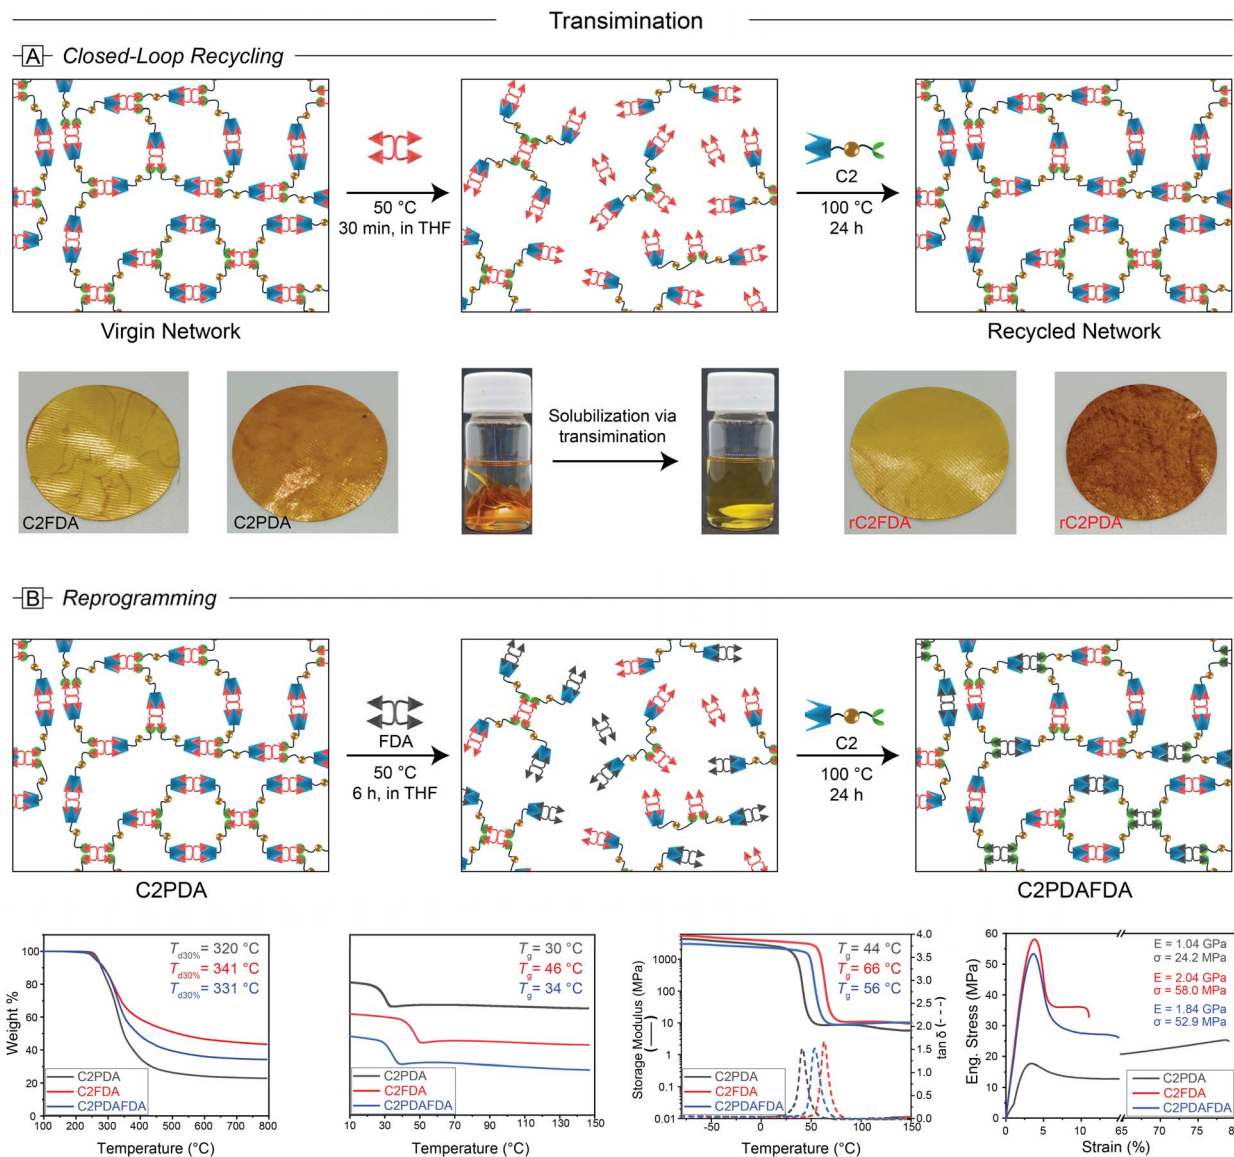 Transimination
A Closed-Loop Recycling
50 °C
30 min, in THF
C2
100 °C
24 h
Virgin Network
Recycled Network
C2FDA
C2PDA
Solubilization via
transimination
rC2FDA
rC2PDA
B Reprogramming
FDA
50 °C
6 h, in THF
C2
100 °C
24 h
C2PDA
C2PDAFDA
Weight %
100
80
60
40
20
0
Td30% = 320 °C
Td30% = 341 °C
Td30% = 331 °C
C2PDA
C2FDA
C2PDAFDA
100 200 300 400 500 600 700 800
Temperature (°C)
Tg = 30 °C
Tg = 46 °C
Tg = 34 °C
C2PDA
C2FDA
C2PDAFDA
10 30 50 70 90 110 130 150
Temperature (°C)
Storage Modulus (MPa)
(——)
1000
100
10
1
0.1
0.01
Tg = 44 °C
Tg = 66 °C
Tg = 56 °C
C2PDA
C2FDA
C2PDAFDA
4.0
3.5
3.0
2.5
2.0
1.5
1.0
0.5
0.0
tan δ (---)
-50 0 50 100 150
Temperature (°C)
Eng. Stress (MPa)
60
50
40
30
20
10
0
E = 1.04 GPa
σ = 24.2 MPa
E = 2.04 GPa
σ = 58.0 MPa
E = 1.84 GPa
σ = 52.9 MPa
C2PDA
C2FDA
C2PDAFDA
0 5 10 65 70 75 80
Strain (%)